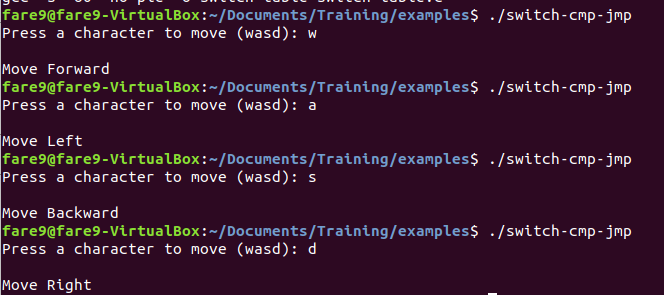 fare9@fare9-VirtualBox:~/Documents/Training/examples$ ./switch-cmp-jmp
Press a character to move (wasd): w
Move Forward
fare9@fare9-VirtualBox:~/Documents/Training/examples$ ./switch-cmp-jmp
Press a character to move (wasd): a
Move Left
fare9@fare9-VirtualBox:~/Documents/Training/examples$ ./switch-cmp-jmp
Press a character to move (wasd): s
Move Backward
fare9@fare9-VirtualBox:~/Documents/Training/examples$ ./switch-cmp-jmp
Press a character to move (wasd): d
Move Right